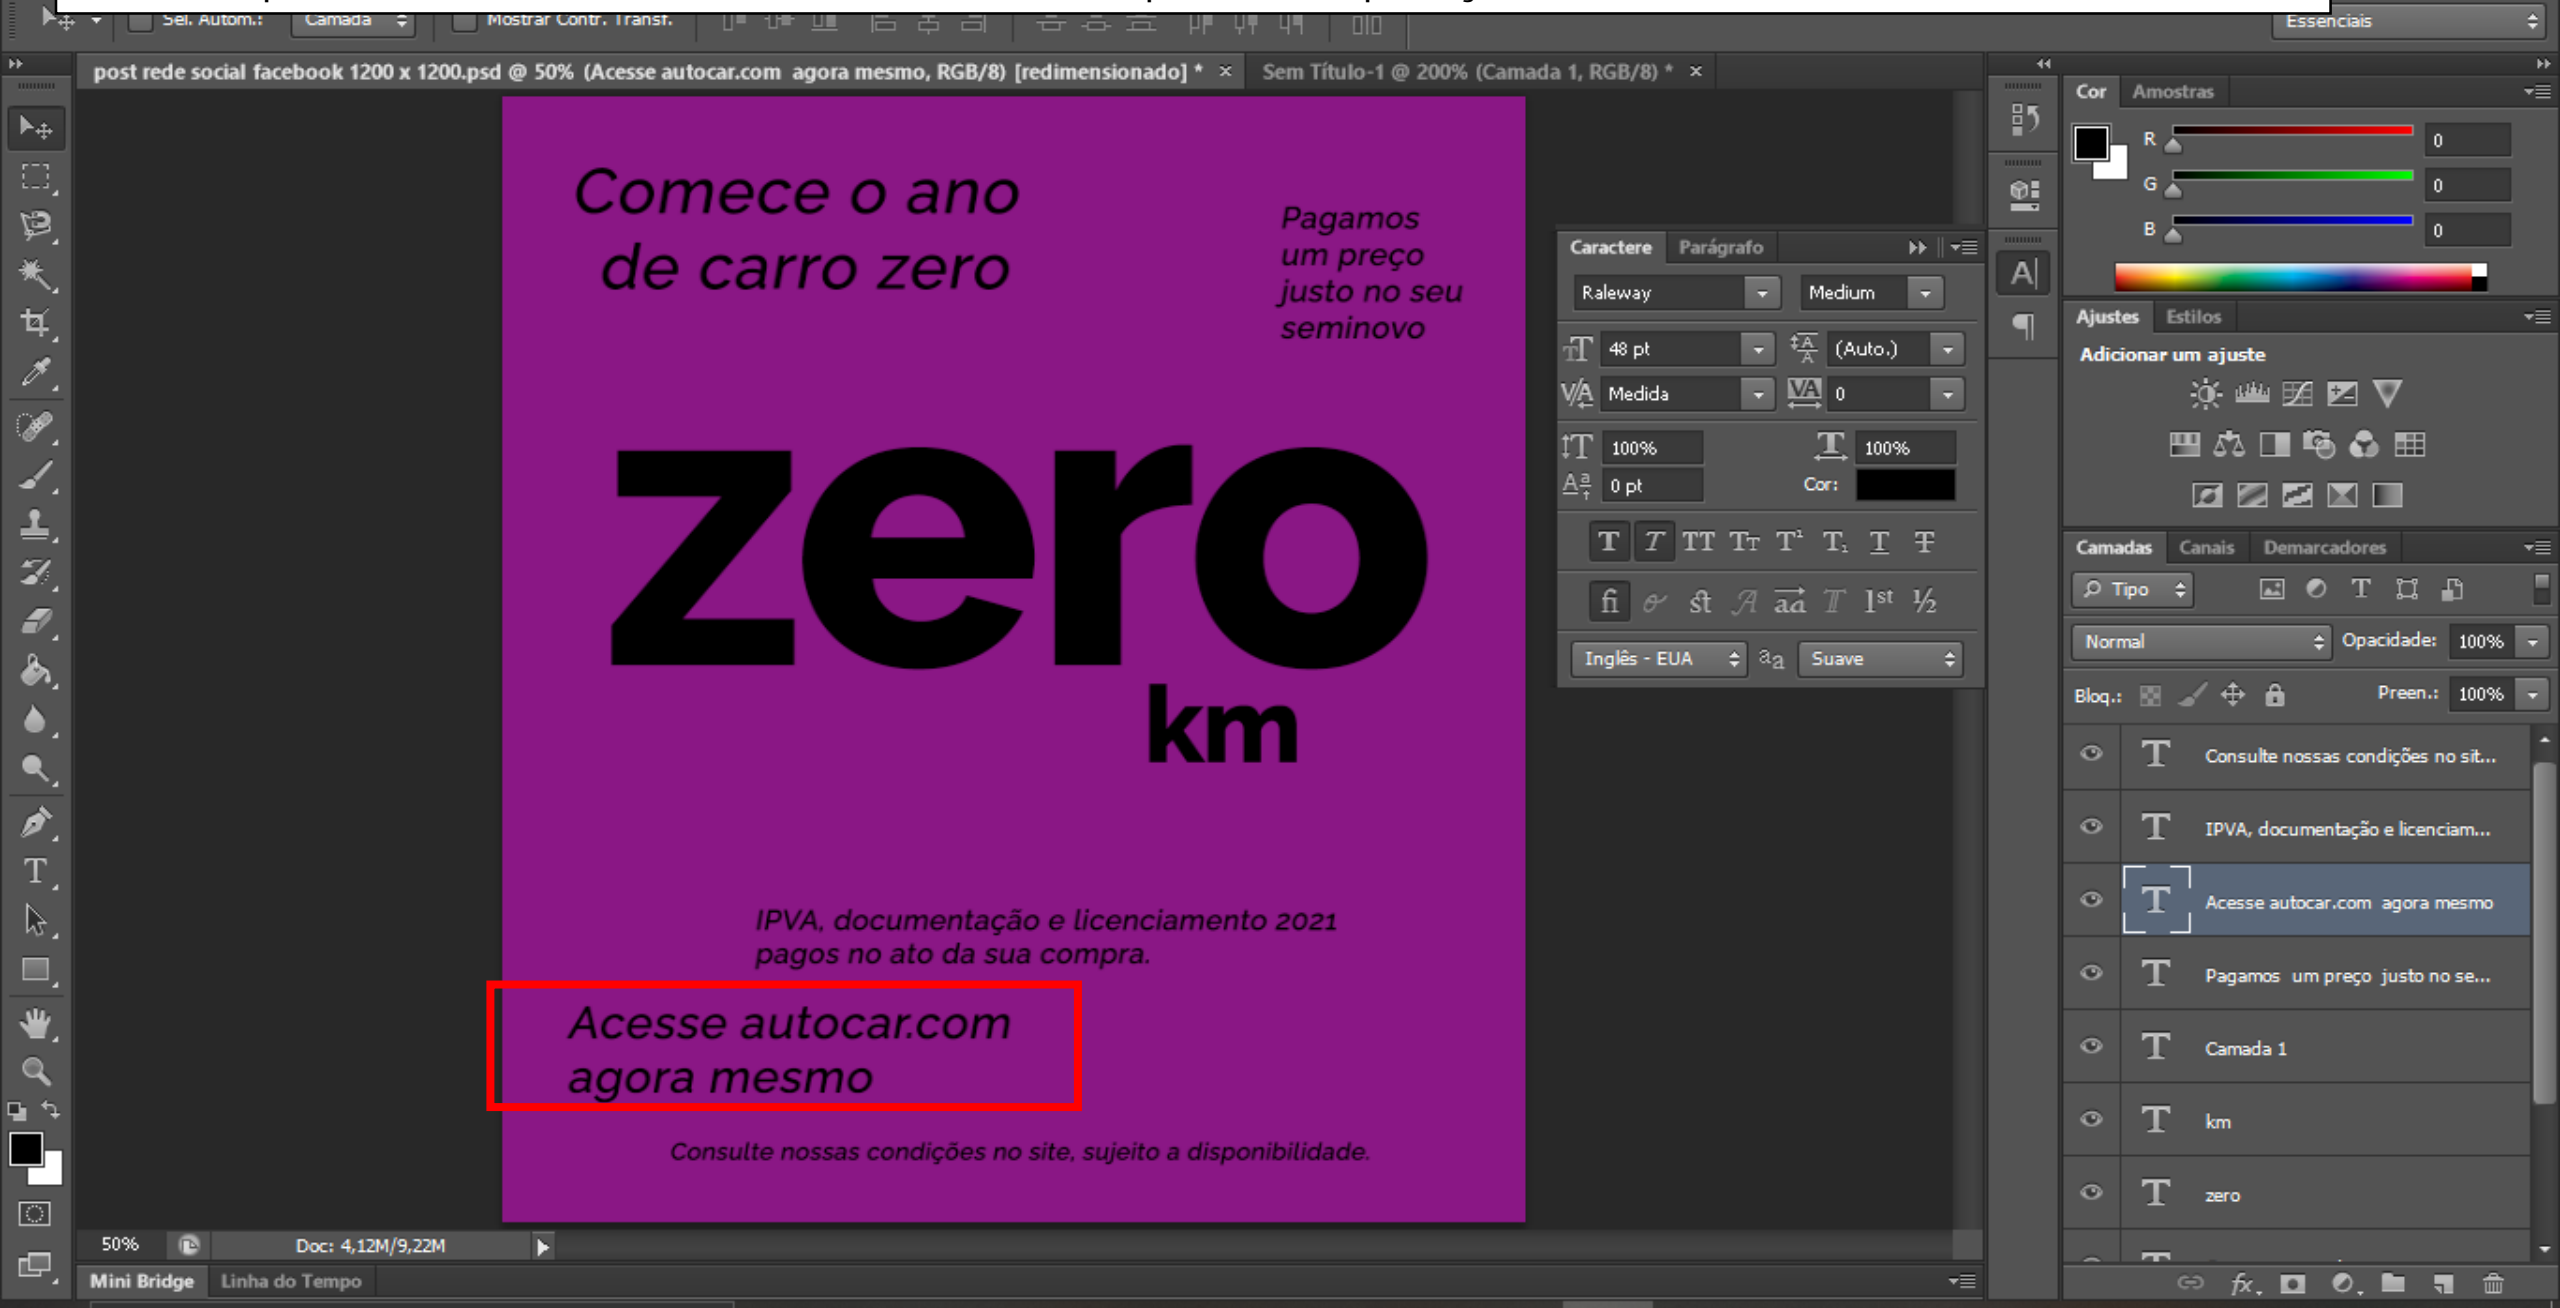 Sel. Autom.: Camada Mostrar Contr. Transf. Essenciais
post rede social facebook 1200 x 1200.psd @ 50% (Acesse autocar.com agora mesmo, RGB/8) [redimensionado] * × Sem Título-1 @ 200% (Camada 1, RGB/8) * ×
Comece o ano
de carro zero
Pagamos
um preço
justo no seu
seminovo
zero
km
IPVA, documentação e licenciamento 2021
pagos no ato da sua compra.
Acesse autocar.com
agora mesmo
Consulte nossas condições no site, sujeito a disponibilidade.
Caractere Parágrafo
Raleway Medium
48 pt (Auto.)
Medida 0
100% 100%
0 pt Cor:
Inglês - EUA Suave
Cor Amostras
R 0
G 0
B 0
Ajustes Estilos
Adicionar um ajuste
Camadas Canais Demarcadores
Tipo
Normal Opacidade: 100%
Bloq.: Preen.: 100%
Consulte nossas condições no sit...
IPVA, documentação e licenciam...
Acesse autocar.com agora mesmo
Pagamos um preço justo no se...
Camada 1
km
zero
50% Doc: 4,12M/9,22M
Mini Bridge Linha do Tempo